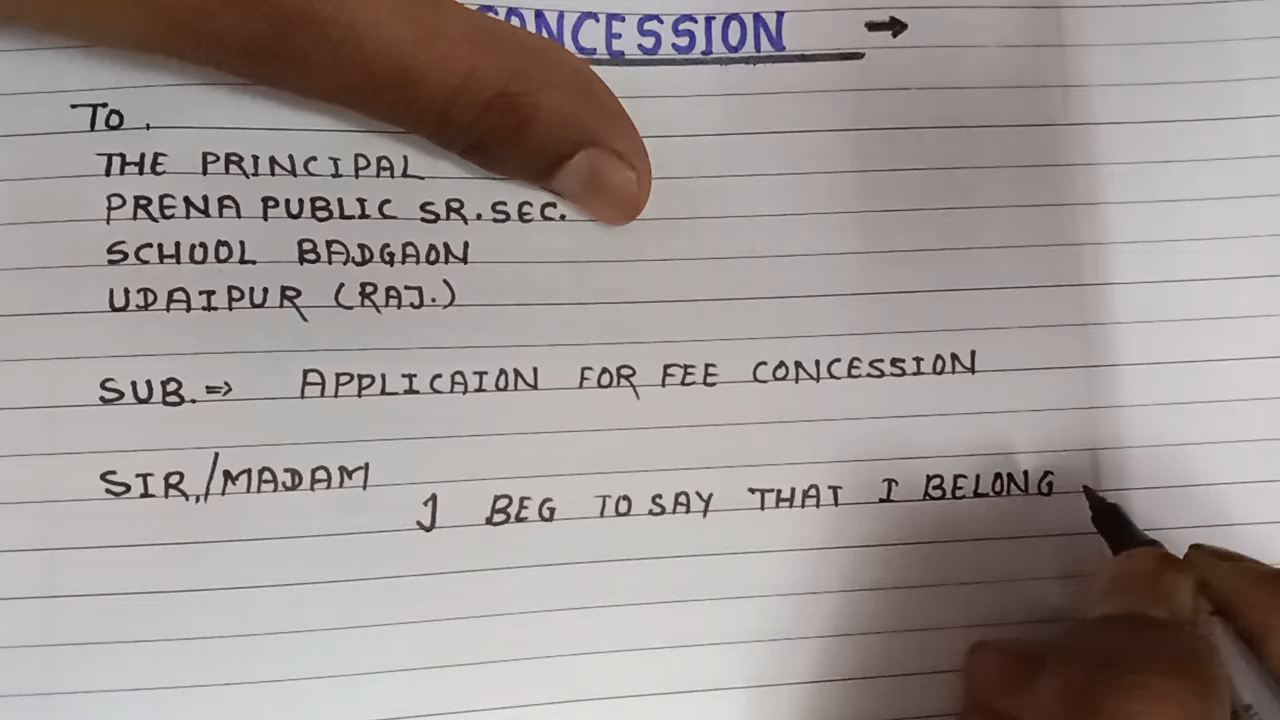 CONCESSION →
TO,
THE PRINCIPAL
PRENA PUBLIC SR. SEC.
SCHOOL BADGAON
UDAIPUR (RAJ.)
SUB. ⇒ APPLICAION FOR FEE CONCESSION
SIR,/MADAM
I BEG TO SAY THAT I BELONG